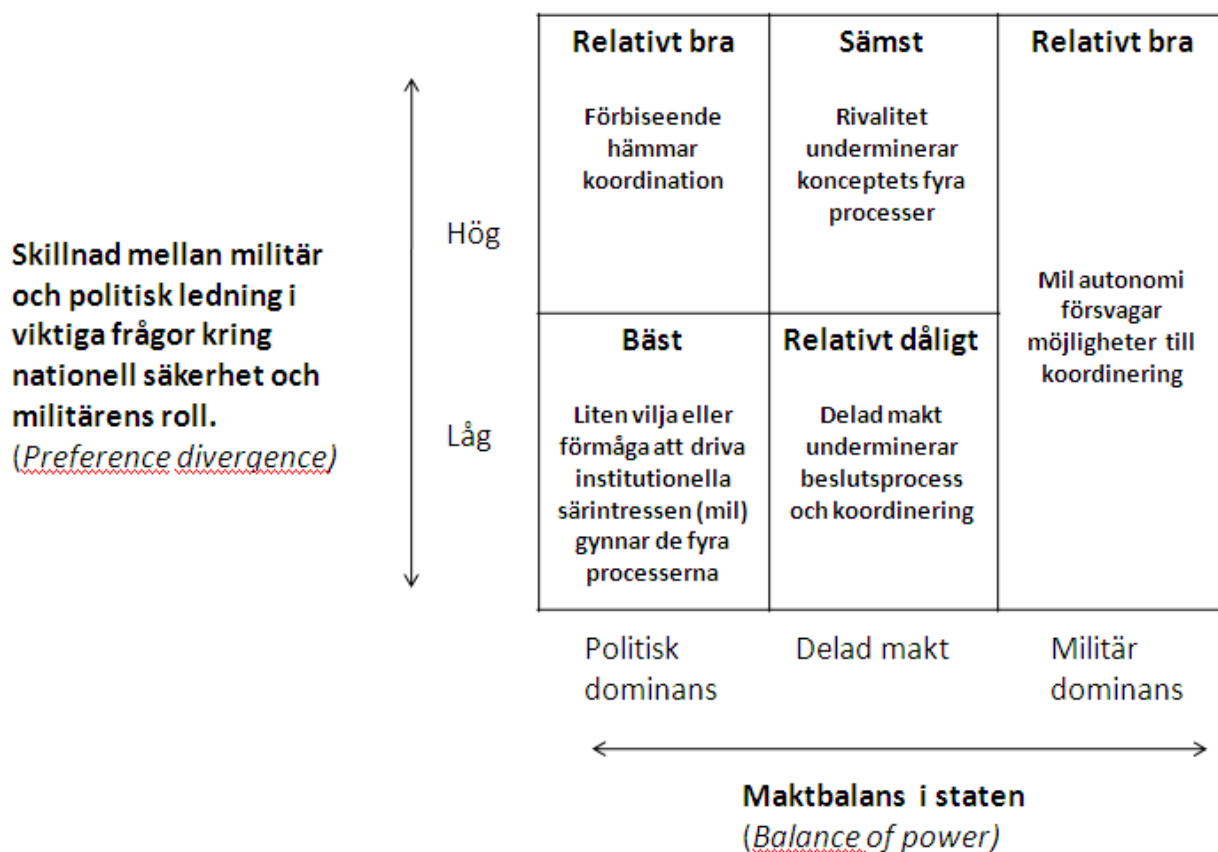 Relativt bra
Förbiseende
hämmar
koordination
Sämst
Rivalitet
underminerar
konceptets fyra
processer
Relativt bra
Mil autonomi
försvagar
möjligheter till
koordinering
Skillnad mellan militär
och politisk ledning i
viktiga frågor kring
nationell säkerhet och
militärens roll.
(Preference divergence)
Hög
Låg
Bäst
Liten vilja eller
förmåga att driva
institutionella
särintressen (mil)
gynnar de fyra
processerna
Relativt dåligt
Delad makt
underminerar
beslutsprocess
och koordinering
Politisk
dominans
Delad makt
Militär
dominans
Maktbalans i staten
(Balance of power)